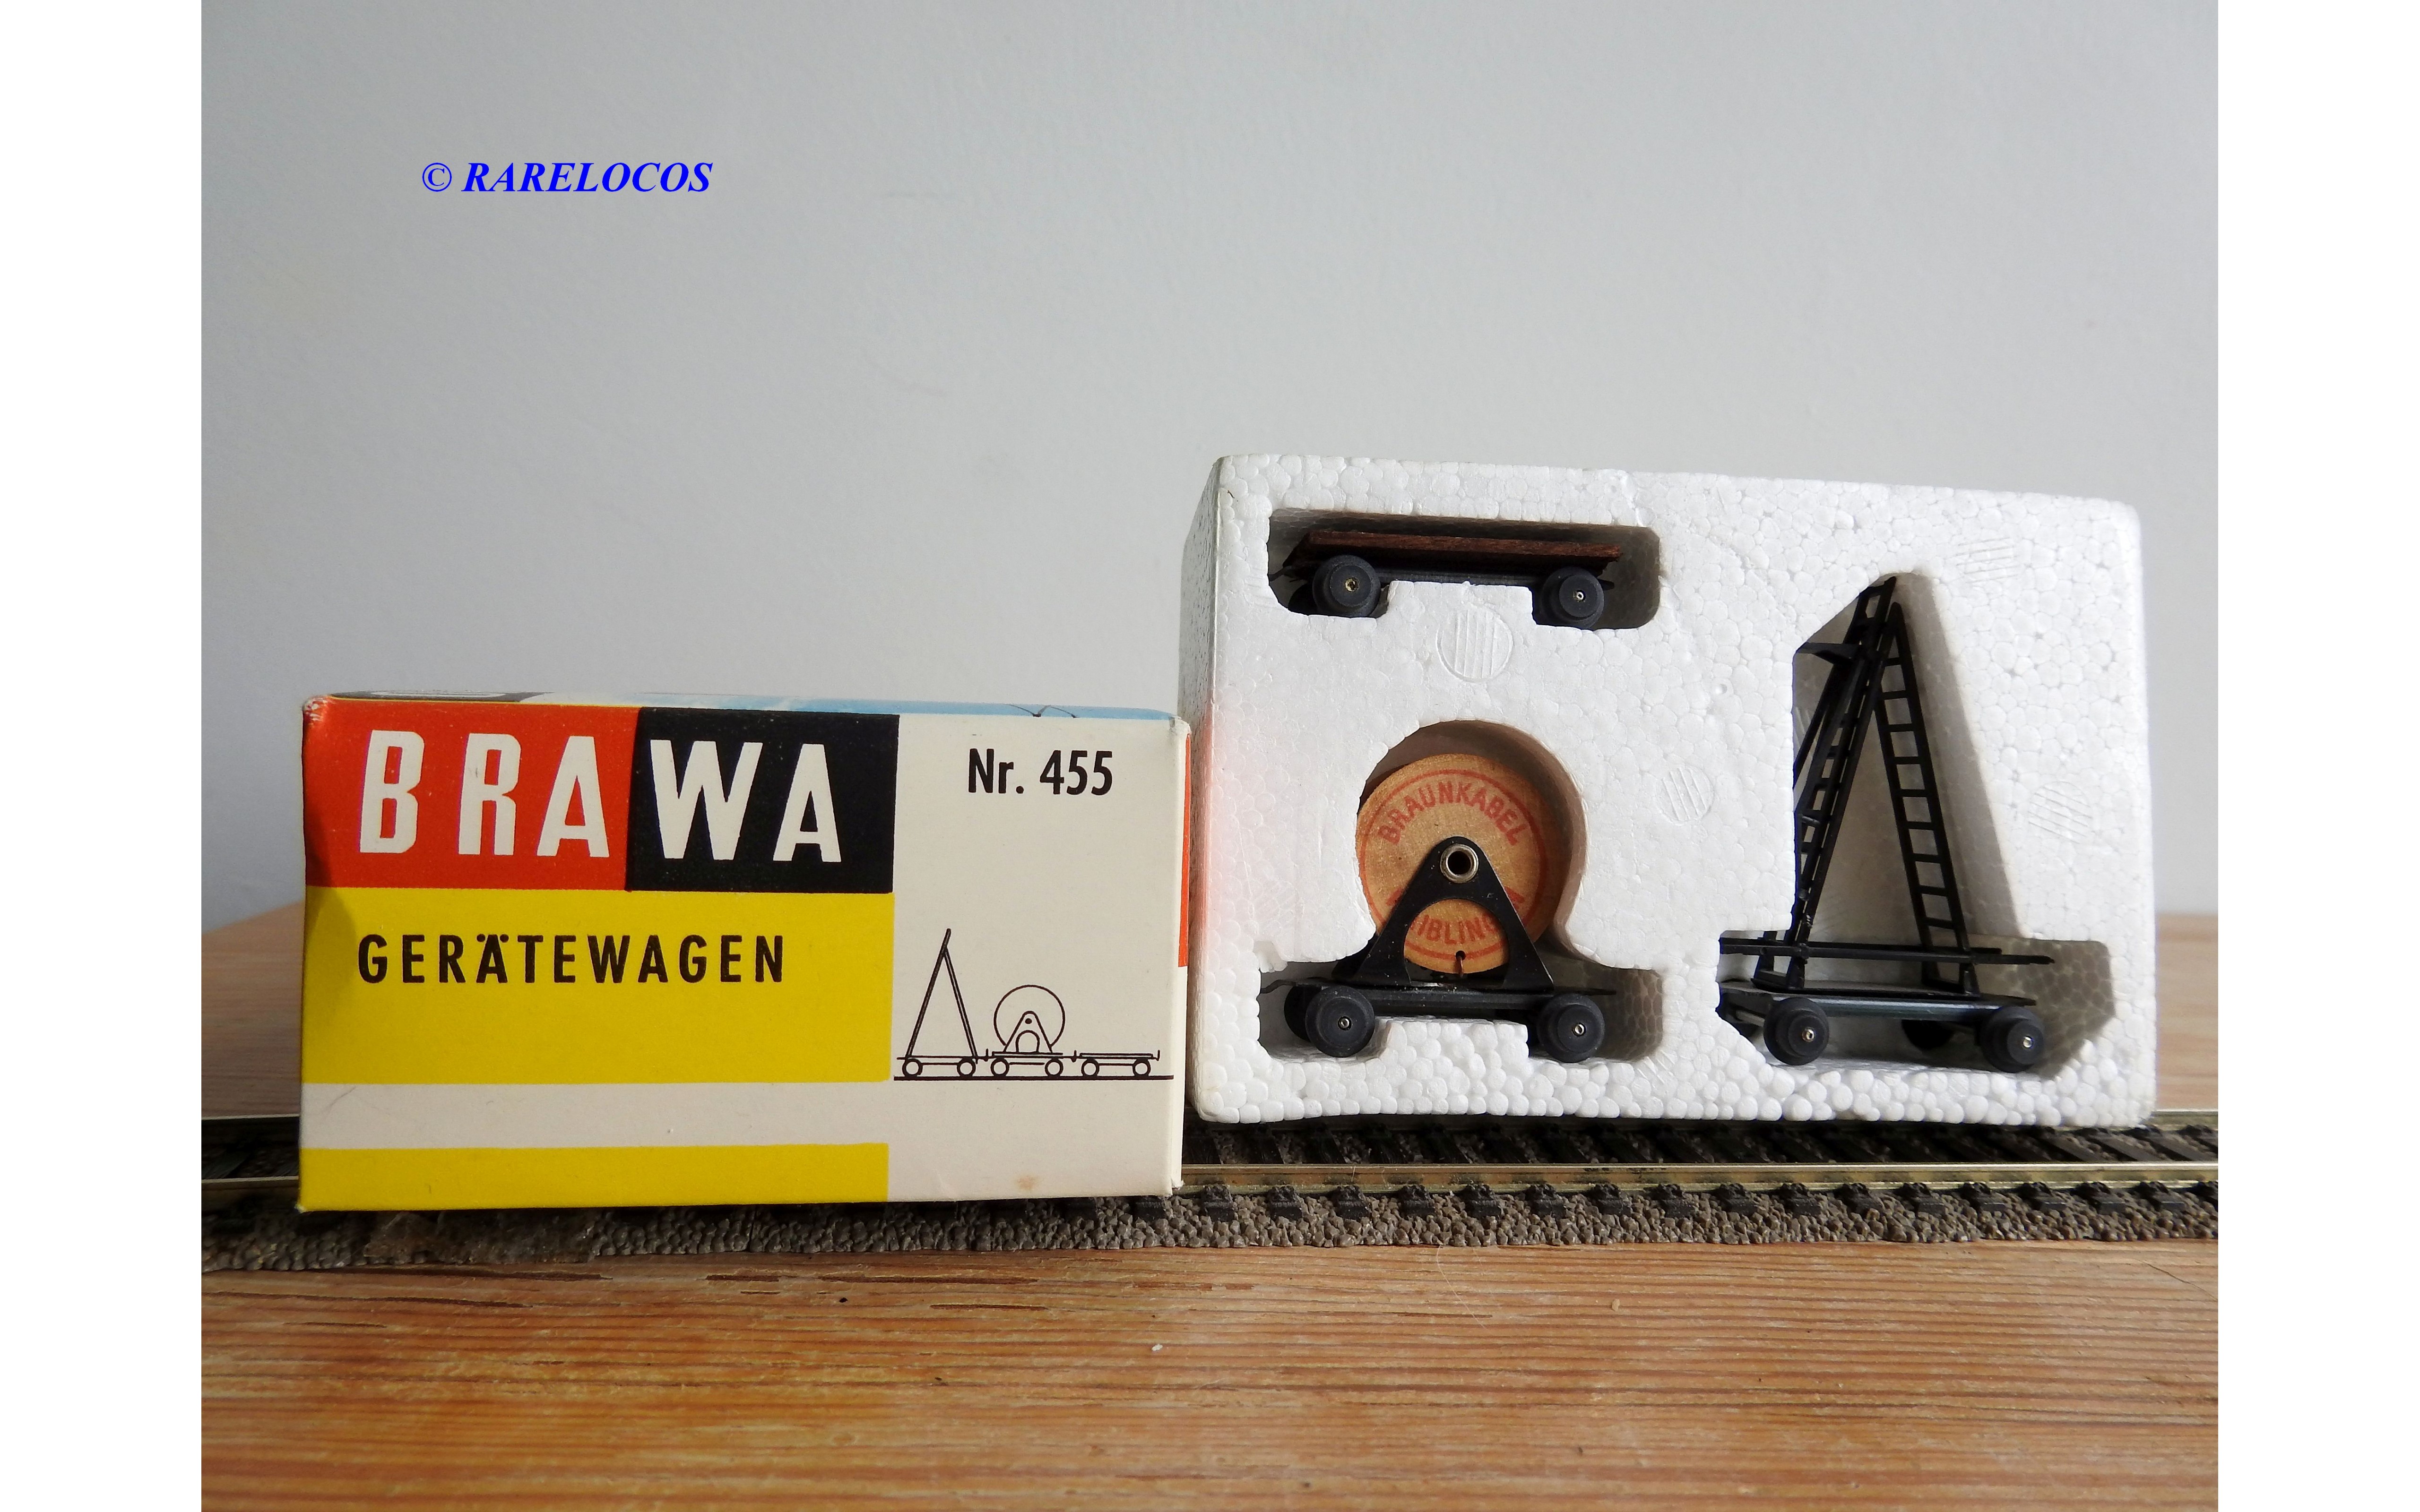 © RARELOCOS
BRAWA
Nr. 455
GERÄTEWAGEN
BRAUNKABEL